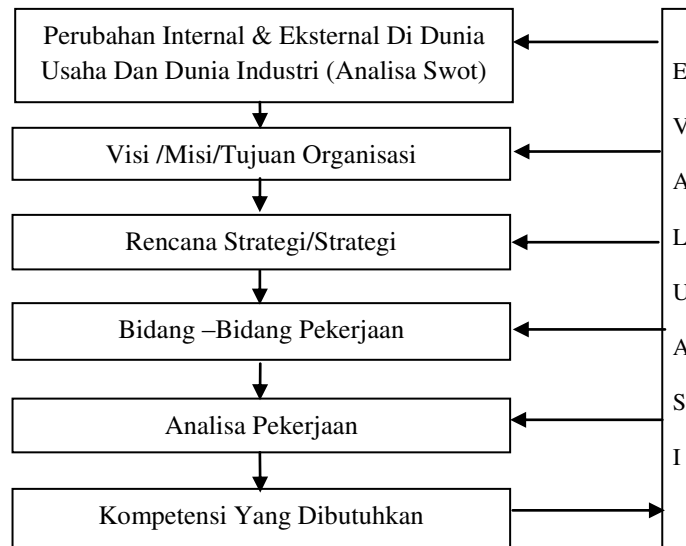 Perubahan Internal & Eksternal Di Dunia
Usaha Dan Dunia Industri (Analisa Swot)
Visi /Misi/Tujuan Organisasi
Rencana Strategi/Strategi
Bidang –Bidang Pekerjaan
Analisa Pekerjaan
Kompetensi Yang Dibutuhkan
E
V
A
L
U
A
S
I